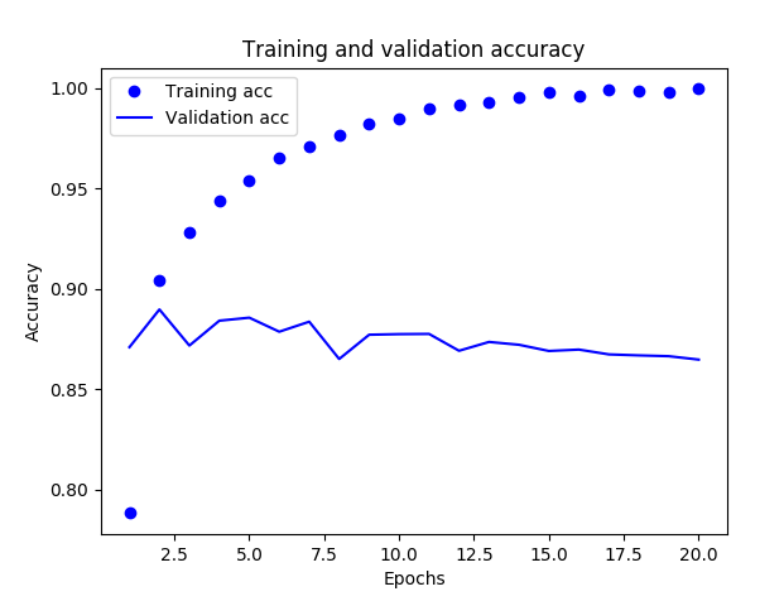 Training and validation accuracy
Training acc
Validation acc
1.00
0.95
0.90
0.85
0.80
Accuracy
2.5 5.0 7.5 10.0 12.5 15.0 17.5 20.0
Epochs